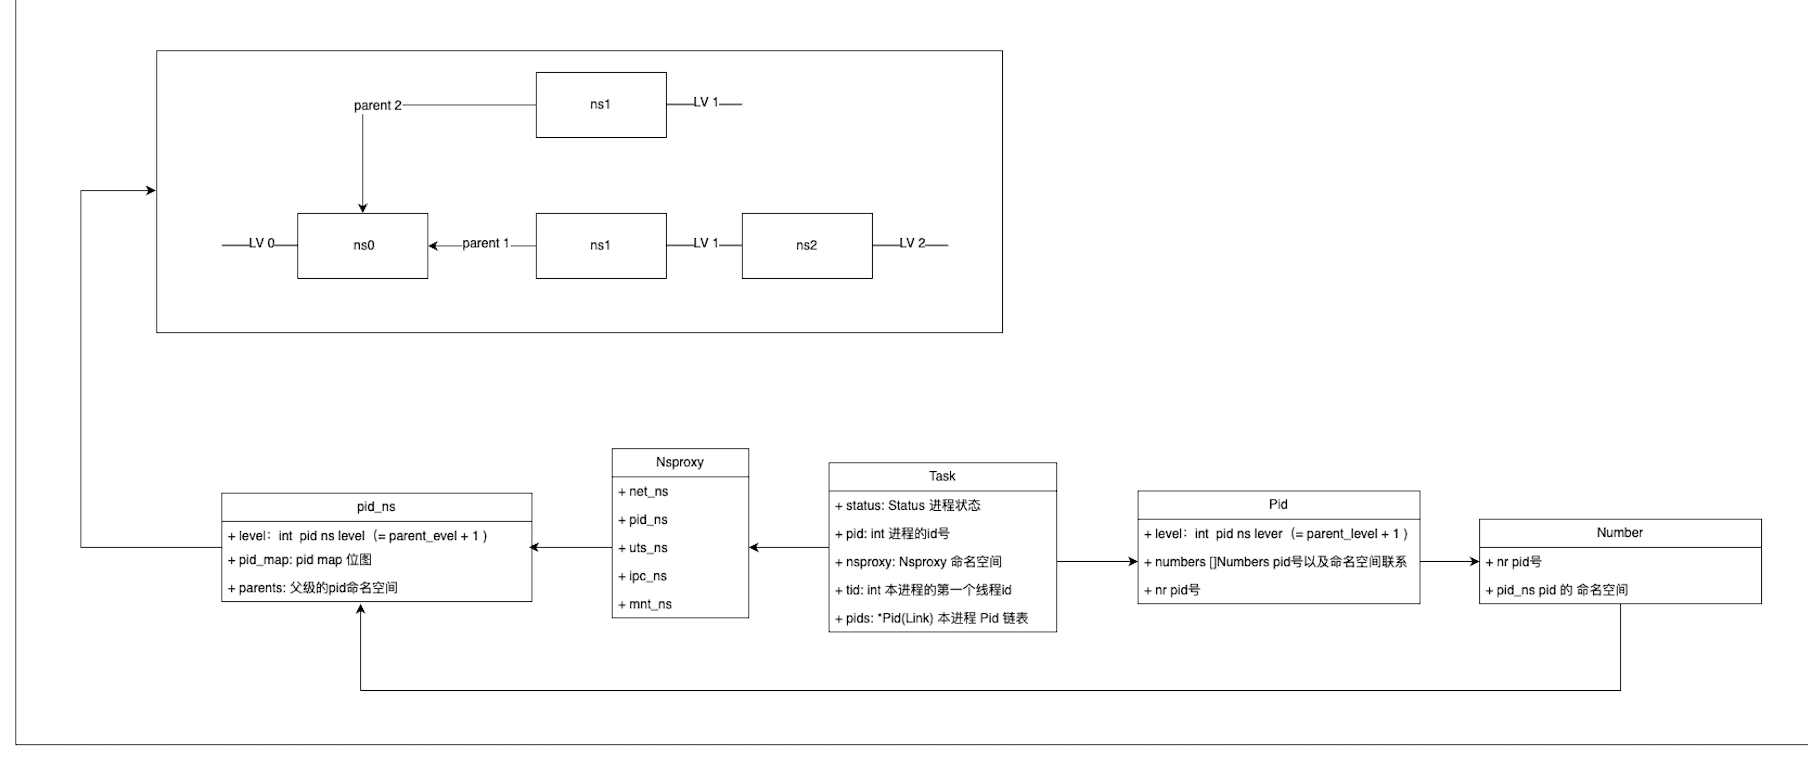 ns1
LV 1
parent 2
LV 0
ns0
parent 1
ns1
LV 1
ns2
LV 2
pid_ns
+ level：int pid ns level（= parent_evel + 1 )
+ pid_map: pid map 位图
+ parents: 父级的pid命名空间
Nsproxy
+ net_ns
+ pid_ns
+ uts_ns
+ ipc_ns
+ mnt_ns
Task
+ status: Status 进程状态
+ pid: int 进程的id号
+ nsproxy: Nsproxy 命名空间
+ tid: int 本进程的第一个线程id
+ pids: *Pid(Link) 本进程 Pid 链表
Pid
+ level：int pid ns lever（= parent_level + 1 )
+ numbers []Numbers pid号以及命名空间联系
+ nr pid号
Number
+ nr pid号
+ pid_ns pid 的 命名空间